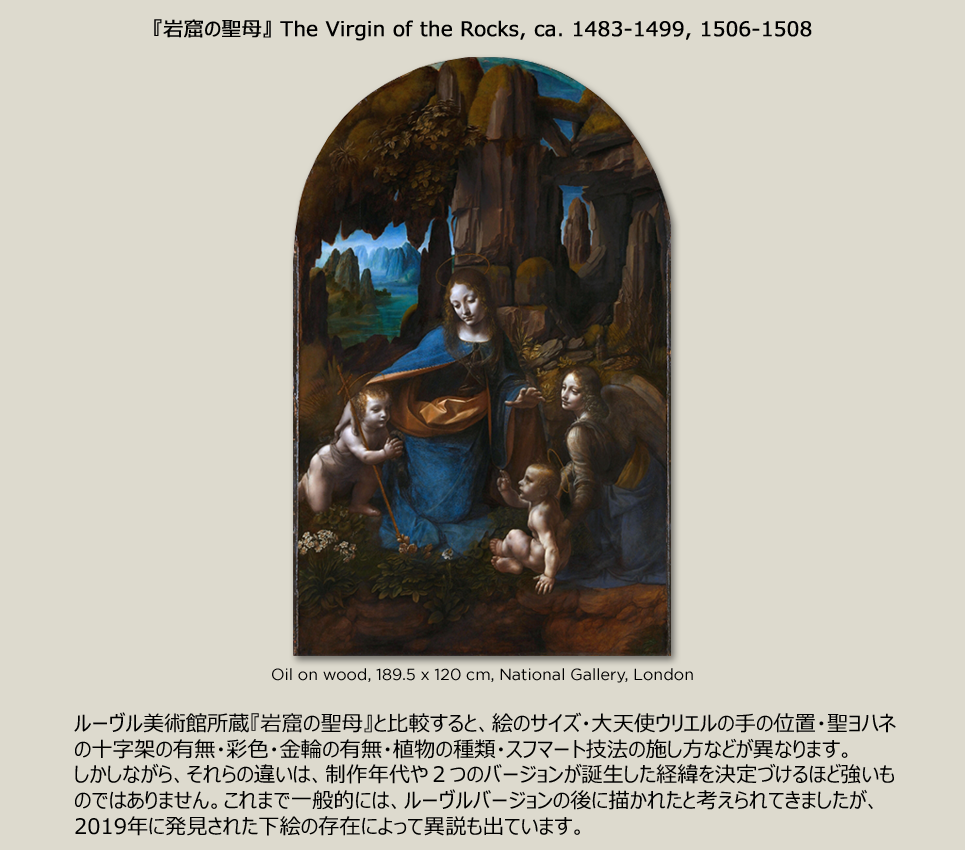 『岩窟の聖母』 The Virgin of the Rocks, ca. 1483-1499, 1506-1508
Oil on wood, 189.5 x 120 cm, National Gallery, London
ルーヴル美術館所蔵『岩窟の聖母』と比較すると、絵のサイズ・大天使ウリエルの手の位置・聖ヨハネ
の十字架の有無・彩色・金輪の有無・植物の種類・スフマート技法の施し方などが異なります。
しかしながら、それらの違いは、制作年代や２つのバージョンが誕生した経緯を決定づけるほど強いも
のではありません。これまで一般的には、ルーヴルバージョンの後に描かれたと考えられてきましたが、
2019年に発見された下絵の存在によって異説も出ています。